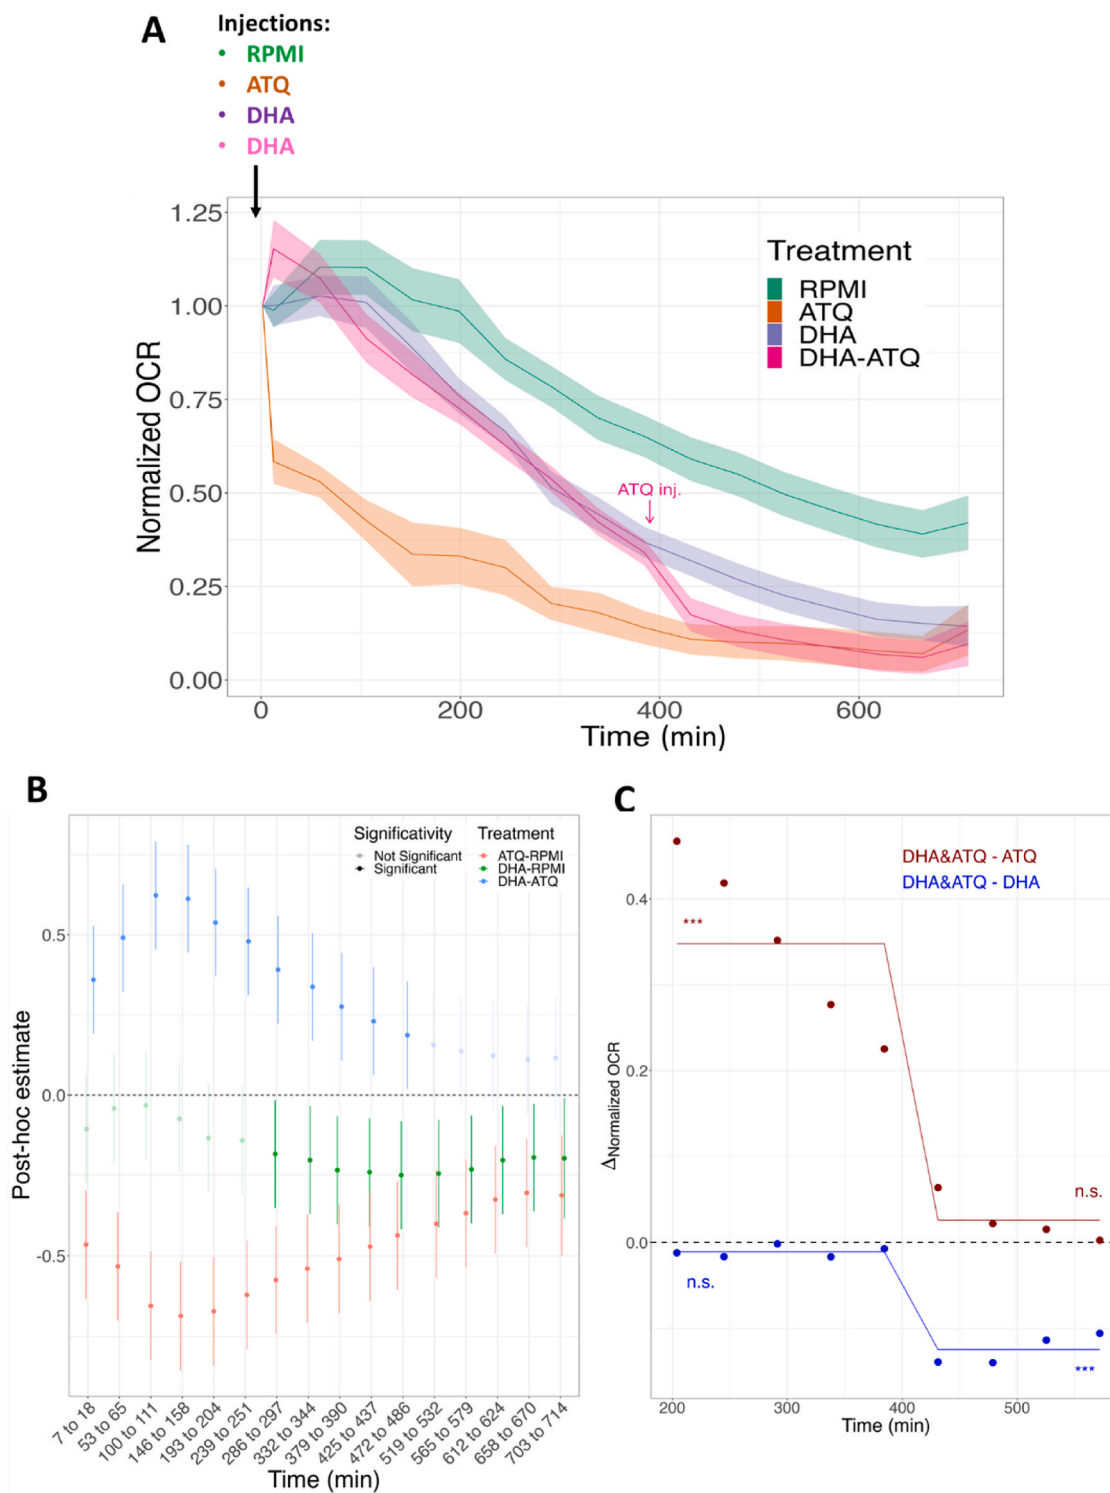 A
Injections:
• RPMI
• ATQ
• DHA
• DHA
Normalized OCR
1.25
1.00
0.75
0.50
0.25
0.00
Treatment
RPMI
ATQ
DHA
DHA-ATQ
ATQ inj.
0 200 400 600
Time (min)
B
Post-hoc estimate
0.5
0.0
-0.5
Significativity
Not Significant
Significant
Treatment
ATQ-RPMI
DHA-RPMI
DHA-ATQ
7 to 18
53 to 65
100 to 111
146 to 158
193 to 204
239 to 251
286 to 297
332 to 344
379 to 390
425 to 437
472 to 486
519 to 532
565 to 579
612 to 624
658 to 670
703 to 714
Time (min)
C
ΔNormalized OCR
0.4
0.2
0.0
DHA&ATQ - ATQ
DHA&ATQ - DHA
***
n.s.
n.s.
***
200 300 400 500
Time (min)